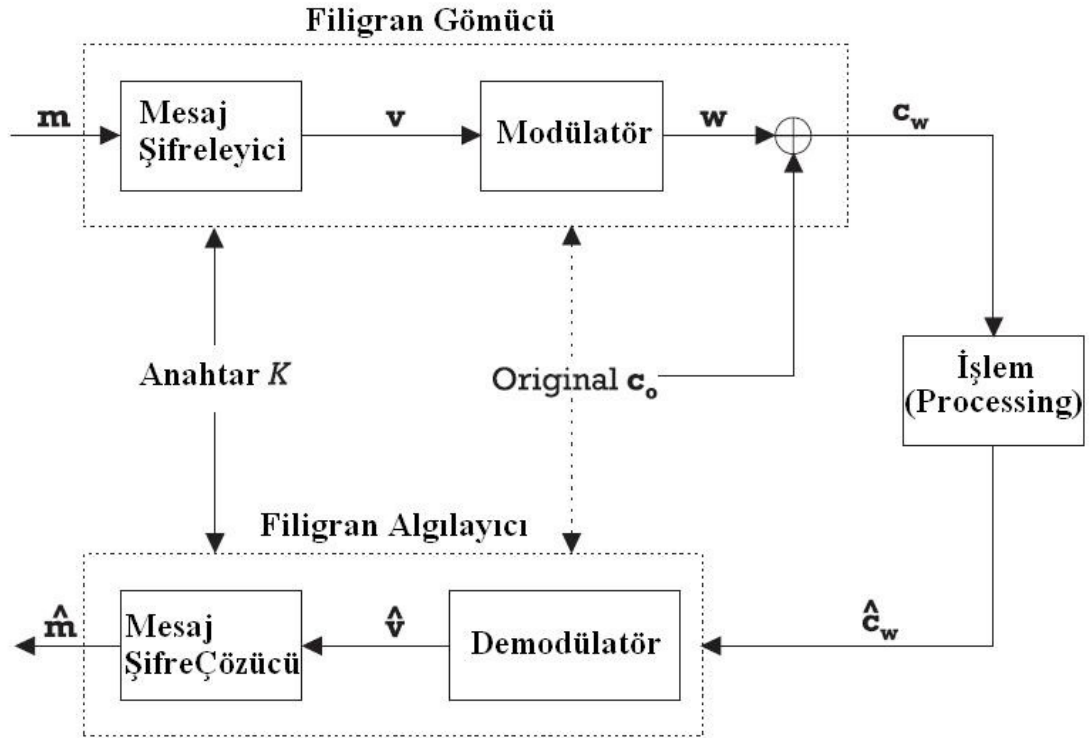 Filigran Gömücü
m
Mesaj
Şifreleyici
v
Modülatör
w
c_w
Anahtar K
Original c_o
İşlem
(Processing)
Filigran Algılayıcı
m̂
Mesaj
ŞifreÇözücü
v̂
Demodülatör
ĉ_w